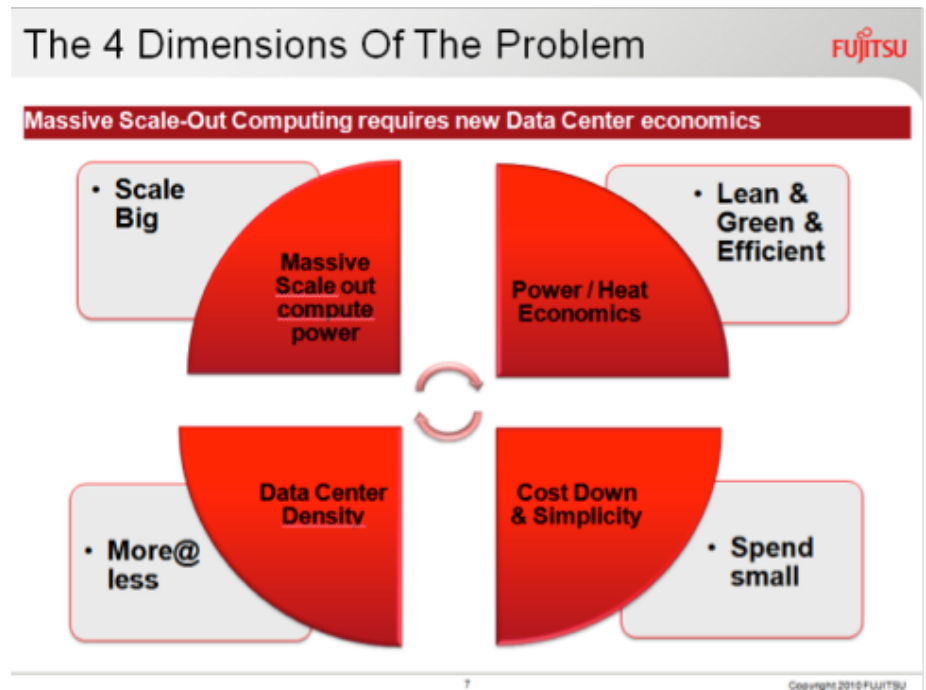 The 4 Dimensions Of The Problem
FUJITSU
Massive Scale-Out Computing requires new Data Center economics
• Scale
Big
Massive
Scale out
compute
power
Power / Heat
Economics
• Lean &
Green &
Efficient
Data Center
Density
• More@
less
Cost Down
& Simplicity
• Spend
small
7
Copyright 2010 FUJITSU